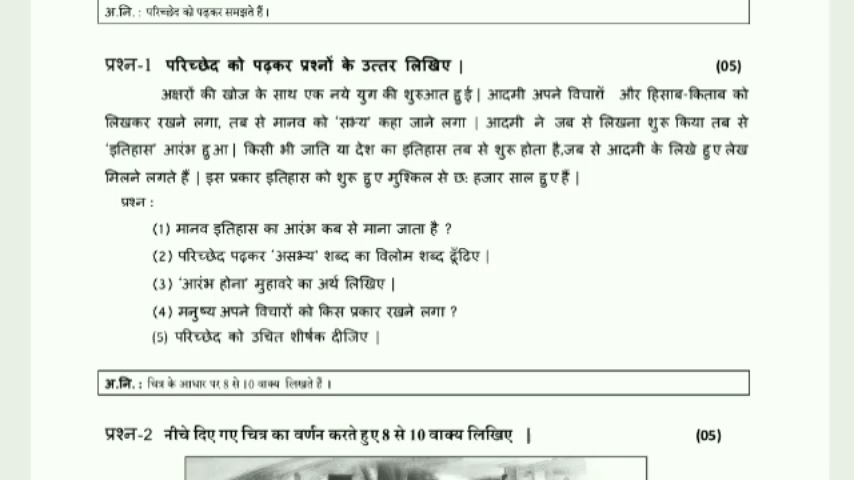 अ.नि. : परिच्छेद को पढ़कर समझते हैं।
प्रश्न-1 परिच्छेद को पढ़कर प्रश्नों के उत्तर लिखिए | (05)
अक्षरों की खोज के साथ एक नये युग की शुरुआत हुई | आदमी अपने विचारों और हिसाब-किताब को
लिखकर रखने लगा, तब से मानव को 'सभ्य' कहा जाने लगा | आदमी ने जब से लिखना शुरू किया तब से
'इतिहास' आरंभ हुआ | किसी भी जाति या देश का इतिहास तब से शुरू होता है,जब से आदमी के लिखे हुए लेख
मिलने लगते हैं | इस प्रकार इतिहास को शुरू हुए मुश्किल से छ: हजार साल हुए हैं |
प्रश्न :
(1) मानव इतिहास का आरंभ कब से माना जाता है ?
(2) परिच्छेद पढ़कर 'असभ्य' शब्द का विलोम शब्द ढूँढिए |
(3) 'आरंभ होना' मुहावरे का अर्थ लिखिए |
(4) मनुष्य अपने विचारों को किस प्रकार रखने लगा ?
(5) परिच्छेद को उचित शीर्षक दीजिए |
अ.नि. : चित्र के आधार पर 8 से 10 वाक्य लिखते हैं ।
प्रश्न-2 नीचे दिए गए चित्र का वर्णन करते हुए 8 से 10 वाक्य लिखिए | (05)